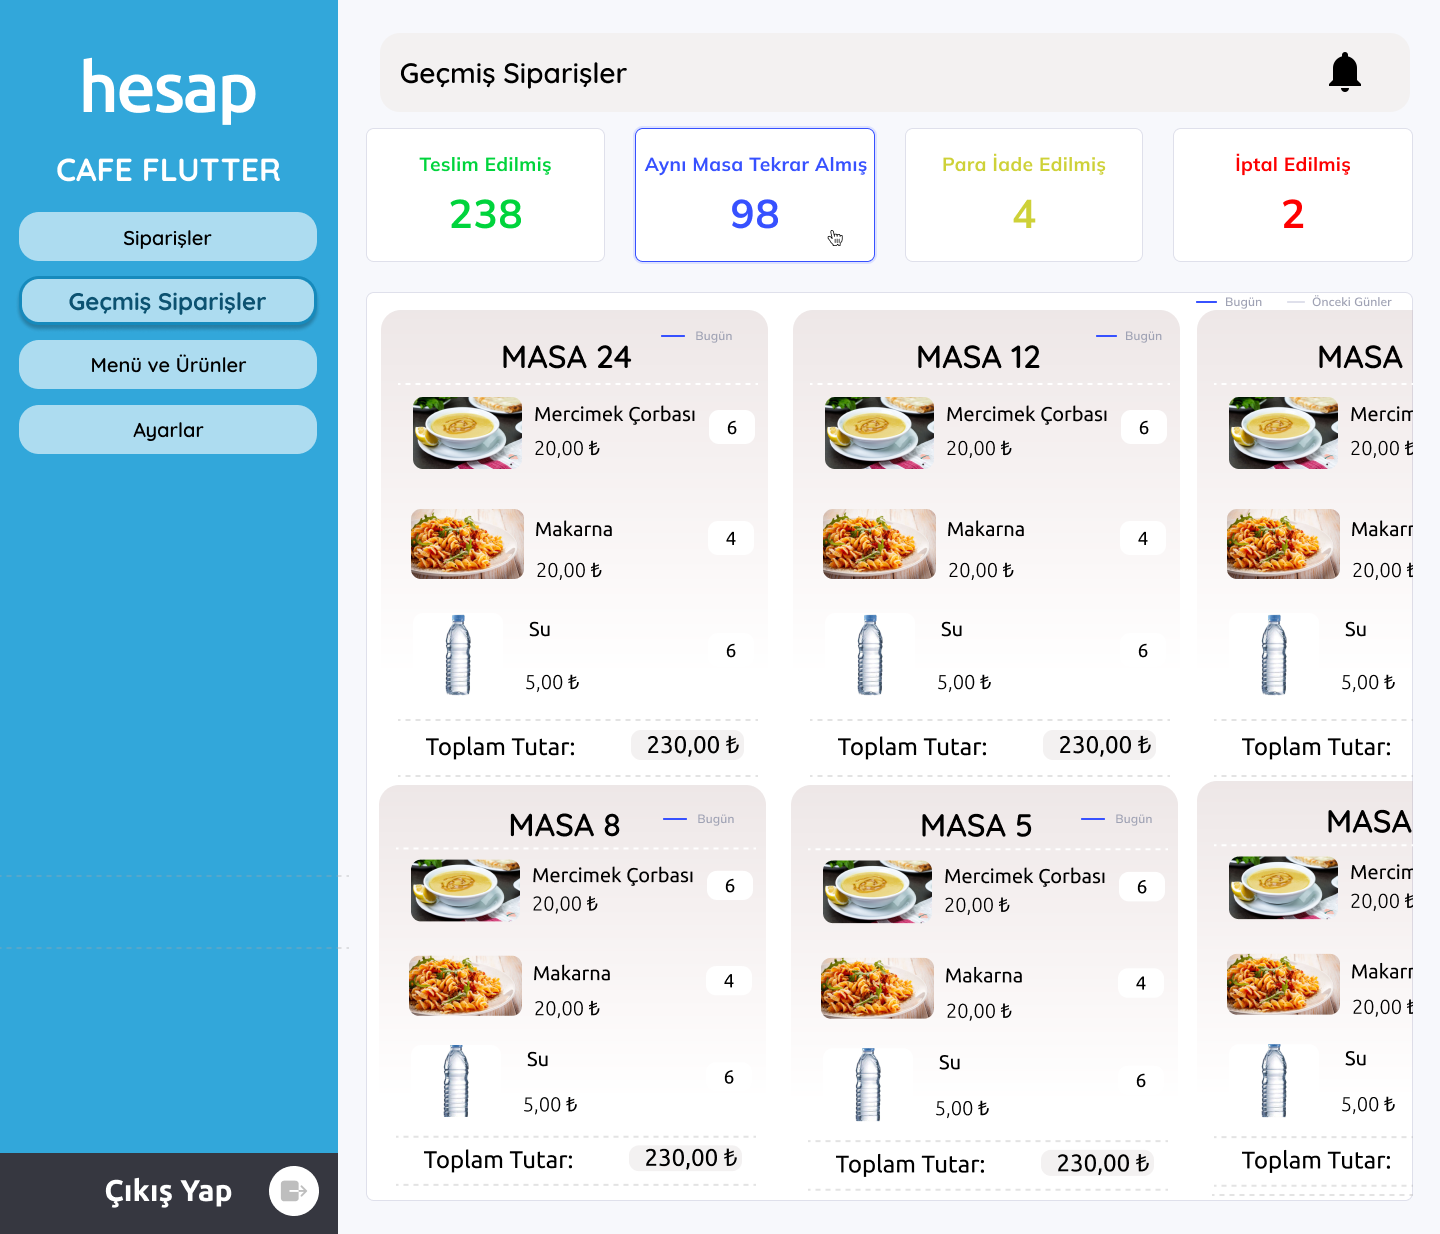 hesap
CAFE FLUTTER
Siparişler
Geçmiş Siparişler
Menü ve Ürünler
Ayarlar
Çıkış Yap
Geçmiş Siparişler
Teslim Edilmiş
238
Aynı Masa Tekrar Almış
98
Para İade Edilmiş
4
İptal Edilmiş
2
Bugün
Önceki Günler
MASA 24
Bugün
Mercimek Çorbası
6
20,00 ₺
Makarna
4
20,00 ₺
Su
6
5,00 ₺
Toplam Tutar:
230,00 ₺
MASA 12
Bugün
Mercimek Çorbası
6
20,00 ₺
Makarna
4
20,00 ₺
Su
6
5,00 ₺
Toplam Tutar:
230,00 ₺
MASA
Mercim
20,00 ₺
Makarn
20,00 ₺
Su
5,00 ₺
Toplam Tutar:
MASA 8
Bugün
Mercimek Çorbası
6
20,00 ₺
Makarna
4
20,00 ₺
Su
6
5,00 ₺
Toplam Tutar:
230,00 ₺
MASA 5
Bugün
Mercimek Çorbası
6
20,00 ₺
Makarna
4
20,00 ₺
Su
6
5,00 ₺
Toplam Tutar:
230,00 ₺
MASA
Mercim
20,00 ₺
Makarn
20,00 ₺
Su
5,00 ₺
Toplam Tutar: